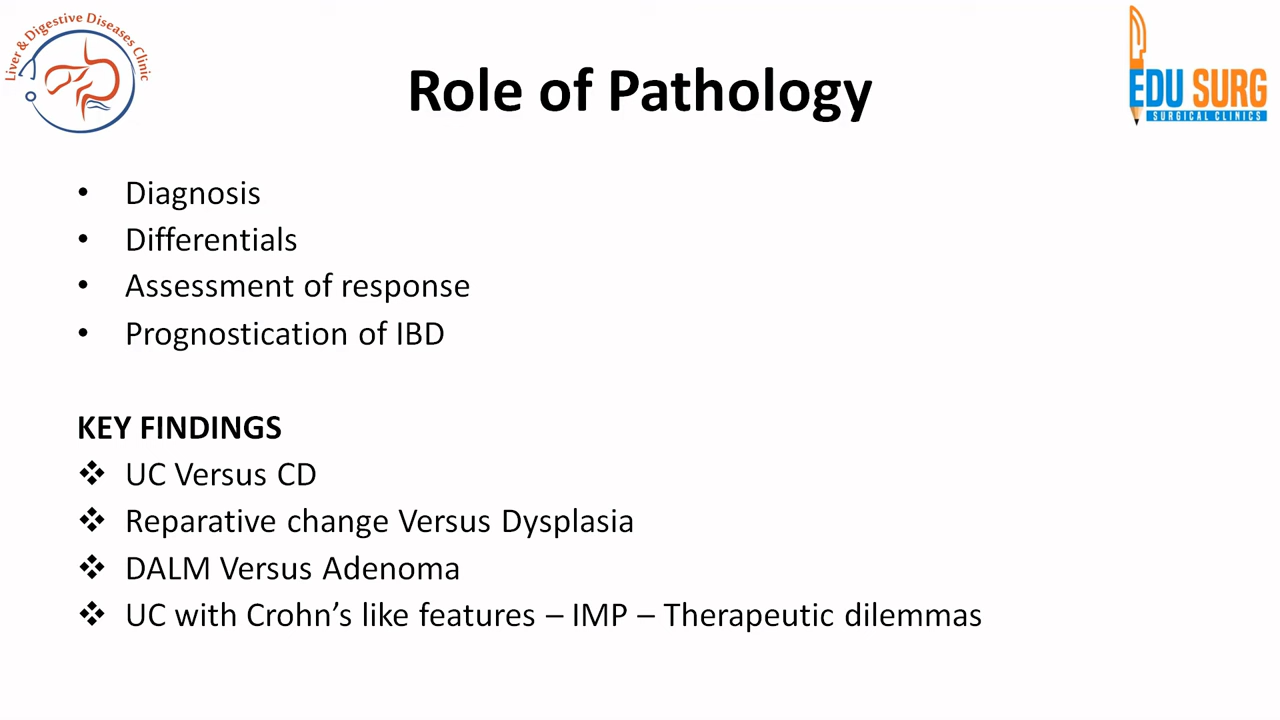 Liver & Digestive Diseases Clinic
EDU SURG
SURGICAL CLINICS
Role of Pathology
• Diagnosis
• Differentials
• Assessment of response
• Prognostication of IBD
KEY FINDINGS
❖ UC Versus CD
❖ Reparative change Versus Dysplasia
❖ DALM Versus Adenoma
❖ UC with Crohn’s like features – IMP – Therapeutic dilemmas